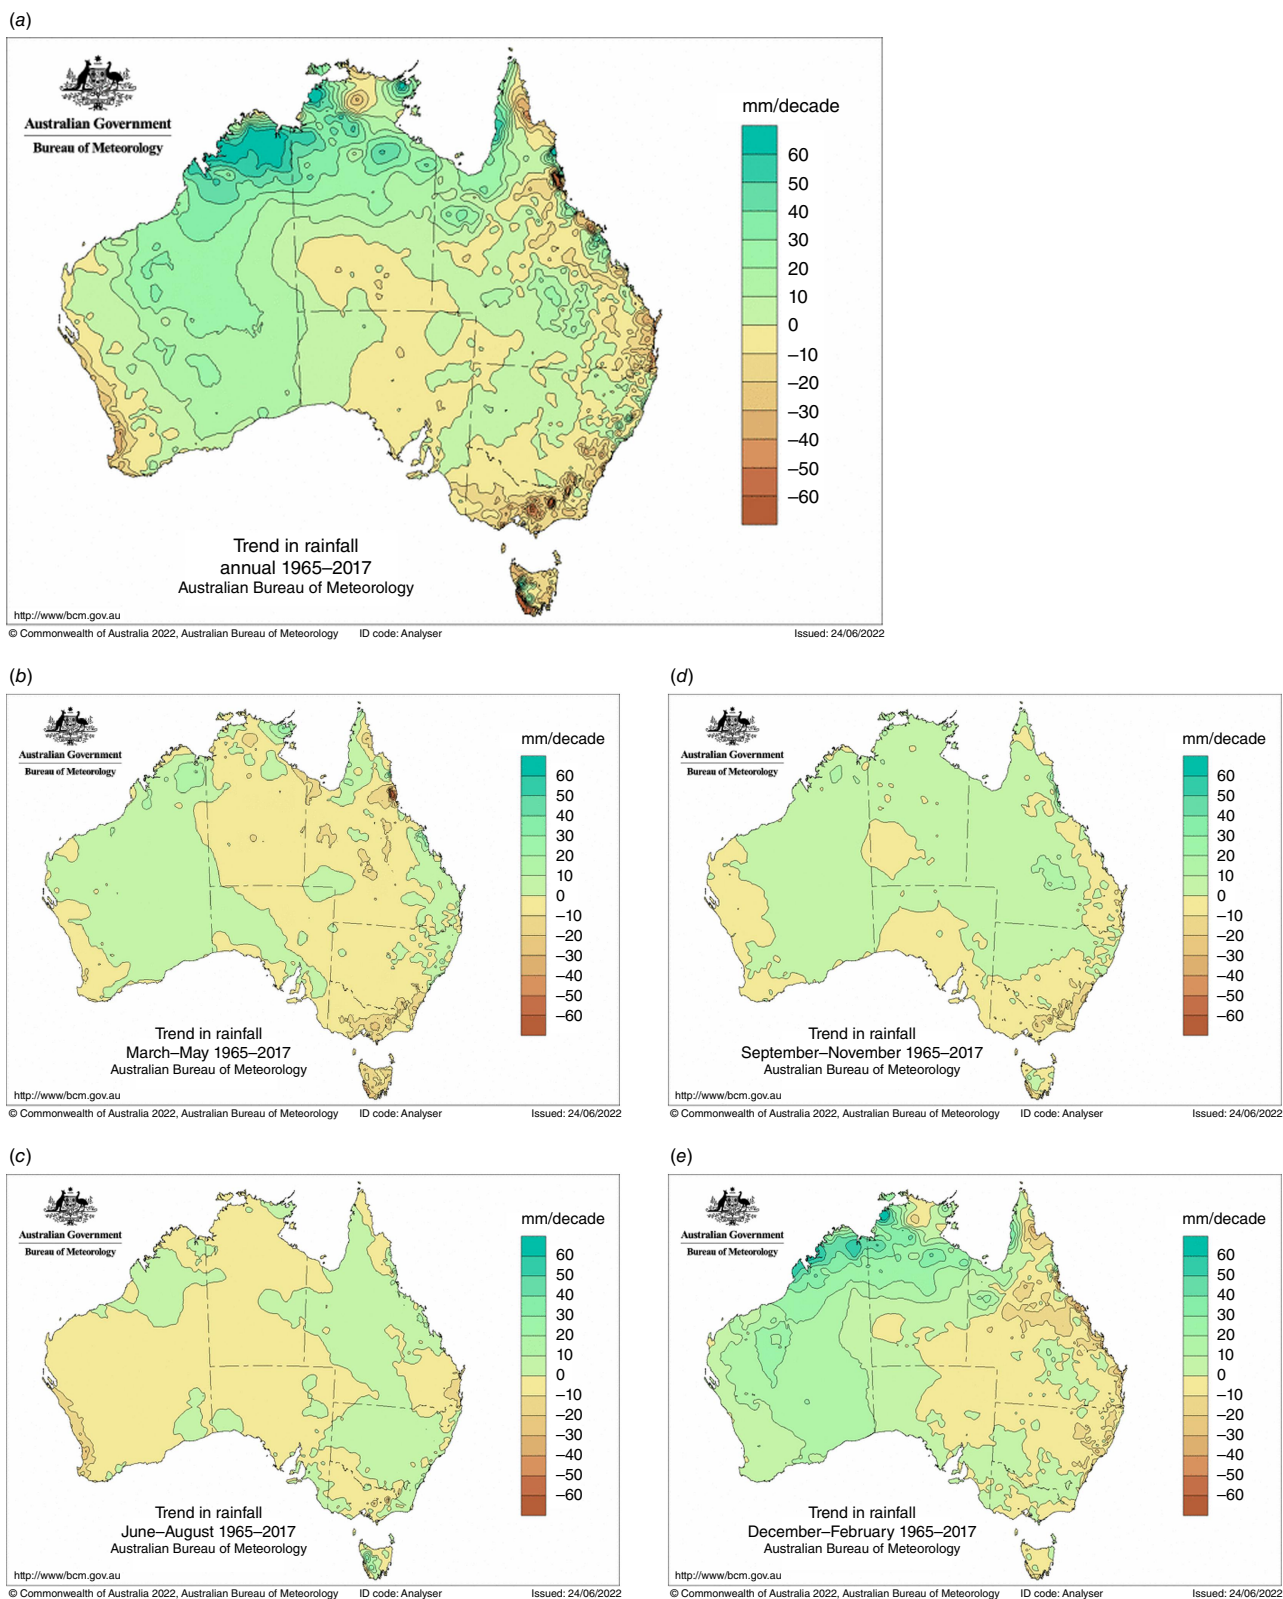 (a)
Australian Government
Bureau of Meteorology
mm/decade
60
50
40
30
20
10
0
–10
–20
–30
–40
–50
–60
Trend in rainfall
annual 1965–2017
Australian Bureau of Meteorology
http://www/bcm.gov.au
© Commonwealth of Australia 2022, Australian Bureau of Meteorology ID code: Analyser Issued: 24/06/2022
(b)
Australian Government
Bureau of Meteorology
mm/decade
60
50
40
30
20
10
0
–10
–20
–30
–40
–50
–60
Trend in rainfall
March–May 1965–2017
Australian Bureau of Meteorology
http://www/bcm.gov.au
© Commonwealth of Australia 2022, Australian Bureau of Meteorology ID code: Analyser Issued: 24/06/2022
(d)
Australian Government
Bureau of Meteorology
mm/decade
60
50
40
30
20
10
0
–10
–20
–30
–40
–50
–60
Trend in rainfall
September–November 1965–2017
Australian Bureau of Meteorology
http://www/bcm.gov.au
© Commonwealth of Australia 2022, Australian Bureau of Meteorology ID code: Analyser Issued: 24/06/2022
(c)
Australian Government
Bureau of Meteorology
mm/decade
60
50
40
30
20
10
0
–10
–20
–30
–40
–50
–60
Trend in rainfall
June–August 1965–2017
Australian Bureau of Meteorology
http://www/bcm.gov.au
© Commonwealth of Australia 2022, Australian Bureau of Meteorology ID code: Analyser Issued: 24/06/2022
(e)
Australian Government
Bureau of Meteorology
mm/decade
60
50
40
30
20
10
0
–10
–20
–30
–40
–50
–60
Trend in rainfall
December–February 1965–2017
Australian Bureau of Meteorology
http://www/bcm.gov.au
© Commonwealth of Australia 2022, Australian Bureau of Meteorology ID code: Analyser Issued: 24/06/2022